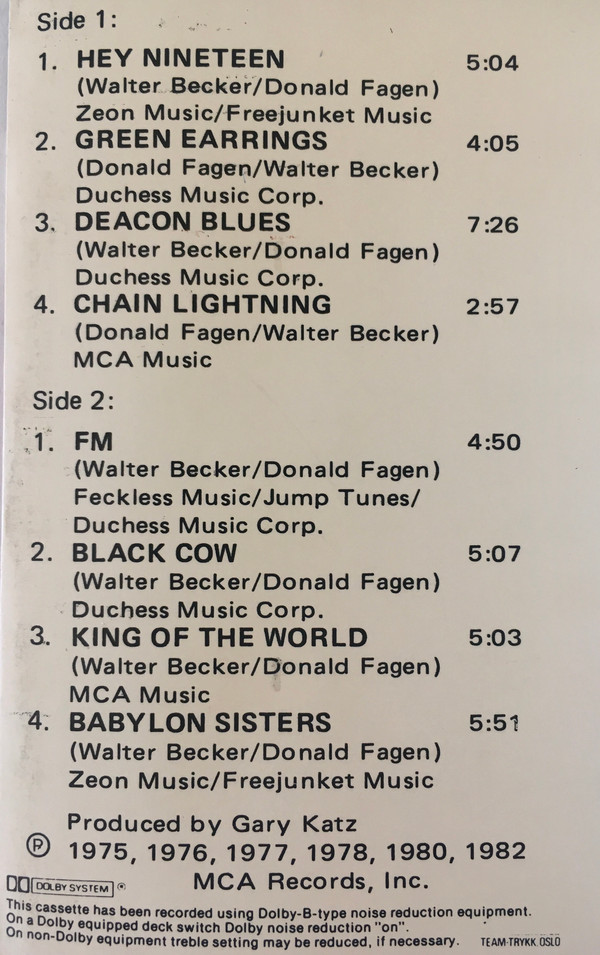 Side 1:
1. HEY NINETEEN 5:04
(Walter Becker/Donald Fagen)
Zeon Music/Freejunket Music
2. GREEN EARRINGS 4:05
(Donald Fagen/Walter Becker)
Duchess Music Corp.
3. DEACON BLUES 7:26
(Walter Becker/Donald Fagen)
Duchess Music Corp.
4. CHAIN LIGHTNING 2:57
(Donald Fagen/Walter Becker)
MCA Music
Side 2:
1. FM 4:50
(Walter Becker/Donald Fagen)
Feckless Music/Jump Tunes/
Duchess Music Corp.
2. BLACK COW 5:07
(Walter Becker/Donald Fagen)
Duchess Music Corp.
3. KING OF THE WORLD 5:03
(Walter Becker/Donald Fagen)
MCA Music
4. BABYLON SISTERS 5:51
(Walter Becker/Donald Fagen)
Zeon Music/Freejunket Music
Produced by Gary Katz
℗ 1975, 1976, 1977, 1978, 1980, 1982
DOLBY SYSTEM ® MCA Records, Inc.
This cassette has been recorded using Dolby-B-type noise reduction equipment.
On a Dolby equipped deck switch Dolby noise reduction "on".
On non-Dolby equipment treble setting may be reduced, if necessary. TEAM-TRYKK OSLO